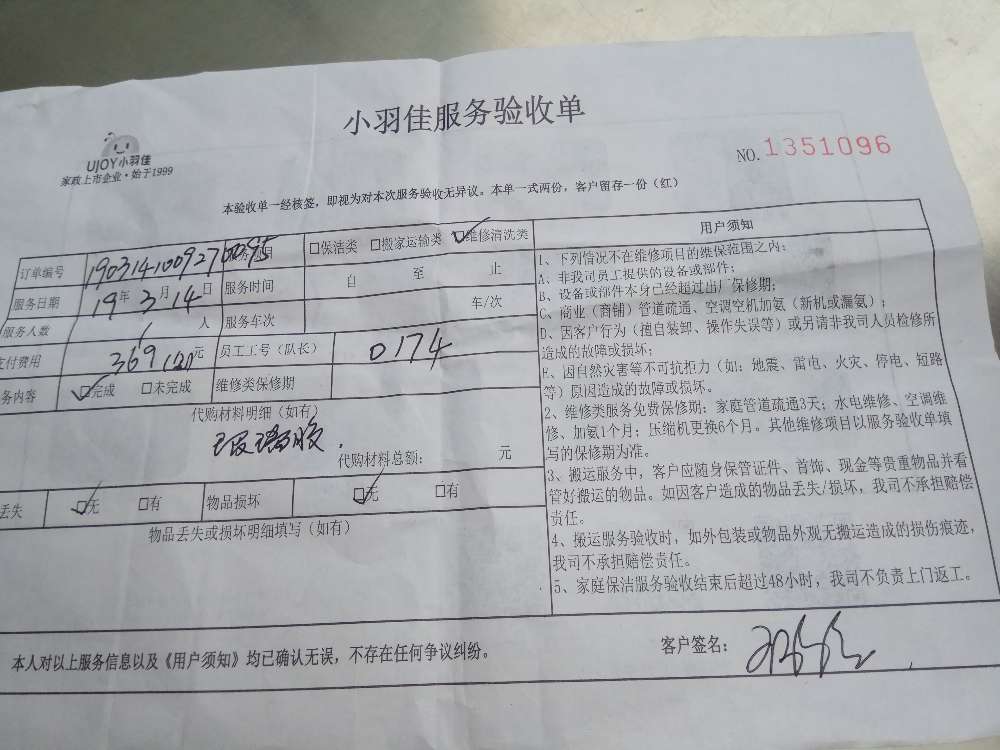 小羽佳服务验收单
UJOY小羽佳
家政上市企业·始于1999
NO.1351096
本验收单一经核签，即视为对本次服务验收无异议。本单一式两份，客户留存一份（红）
订单编号 190314100927 □保洁类 □搬家运输类 ☑维修清洗类
服务日期 19年3月14日 服务时间 自 至 止
服务人数 1人 服务车次 车/次
支付费用 369 元 员工工号（队长） 0174
务内容 ☑完成 □未完成 维修类保修期
代购材料明细（如有）
玻璃胶.
代购材料总额： 元
丢失 ☑无 □有 物品损坏 ☑无 □有
物品丢失或损坏明细填写（如有）
用户须知
1、下列情况不在维修项目的维保范围之内：
A、非我司员工提供的设备或部件；
B、设备或部件本身已经超过出厂保修期；
C、商业（商铺）管道疏通、空调空机加氨（新机或漏氨）；
D、因客户行为（擅自装卸、操作失误等）或另请非我司人员检修所
造成的故障或损坏；
E、因自然灾害等不可抗拒力（如：地震、雷电、火灾、停电、短路
等）原因造成的故障或损坏。
2、维修类服务免费保修期：家庭管道疏通3天；水电维修、空调维
修、加氨1个月；压缩机更换6个月。其他维修项目以服务验收单填
写的保修期为准。
3、搬运服务中，客户应随身保管证件、首饰、现金等贵重物品并看
管好搬运的物品。如因客户造成的物品丢失/损坏，我司不承担赔偿
责任。
4、搬运服务验收时，如外包装或物品外观无搬运造成的损伤痕迹，
我司不承担赔偿责任。
5、家庭保洁服务验收结束后超过48小时，我司不负责上门返工。
本人对以上服务信息以及《用户须知》均已确认无误，不存在任何争议纠纷。
客户签名：